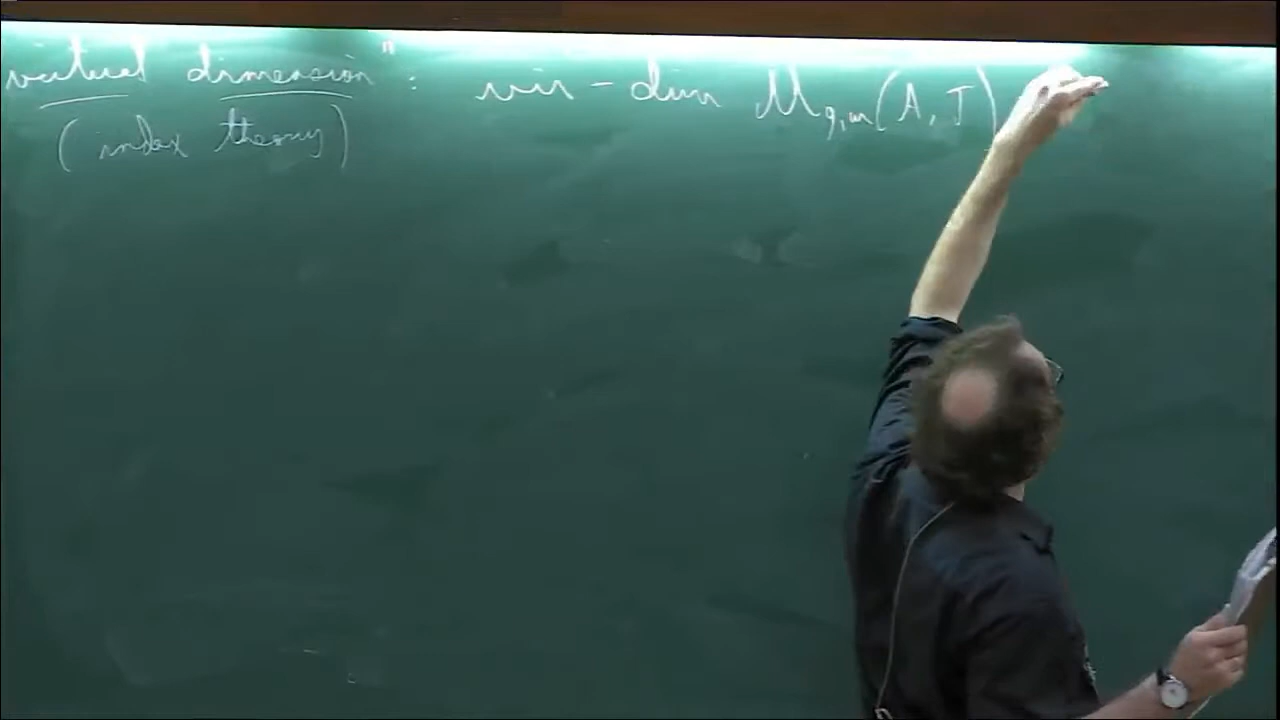 virtual dimension" : vir-dim M_{g,m}(A, J)
(index theory)